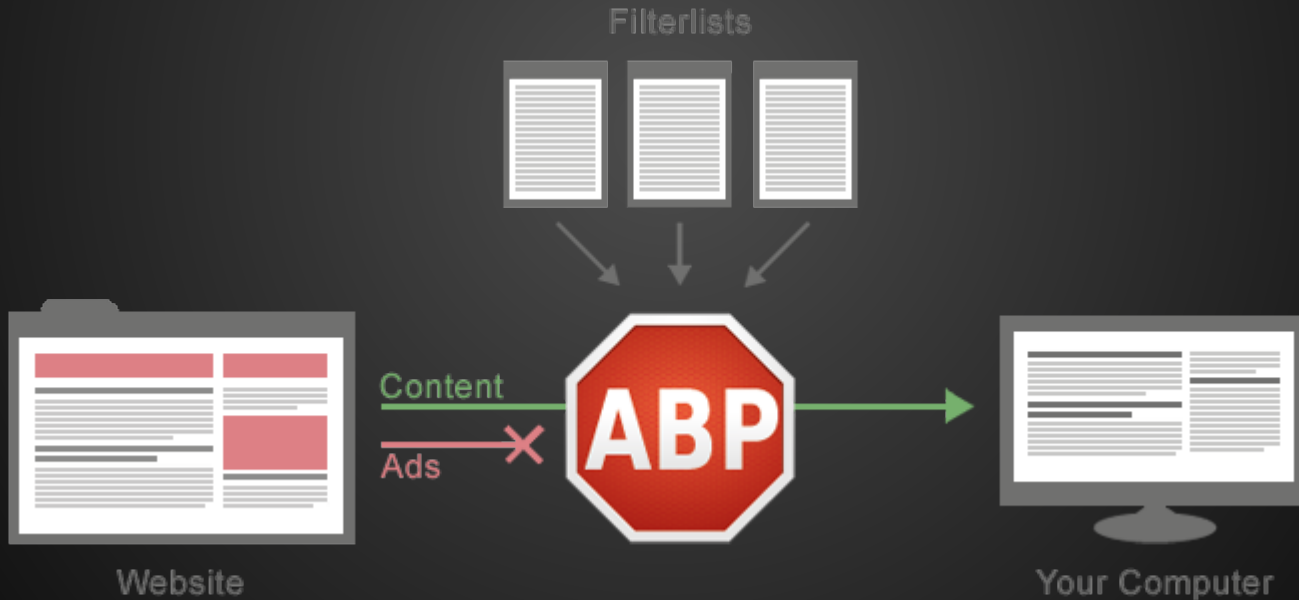 Filterlists
Content
Ads
ABP
Website
Your Computer